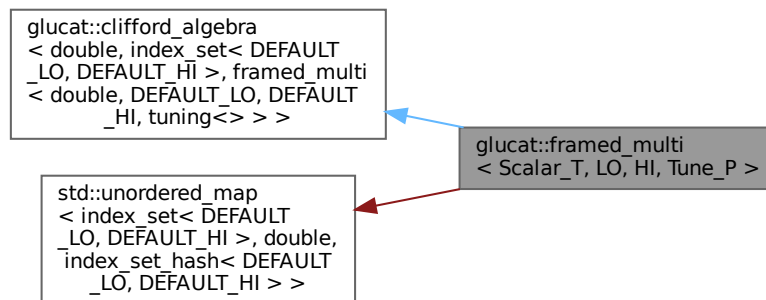 glucat::clifford_algebra
< double, index_set< DEFAULT
_LO, DEFAULT_HI >, framed_multi
< double, DEFAULT_LO, DEFAULT
_HI, tuning<> > >
glucat::framed_multi
< Scalar_T, LO, HI, Tune_P >
std::unordered_map
< index_set< DEFAULT
_LO, DEFAULT_HI >, double,
index_set_hash< DEFAULT
_LO, DEFAULT_HI > >